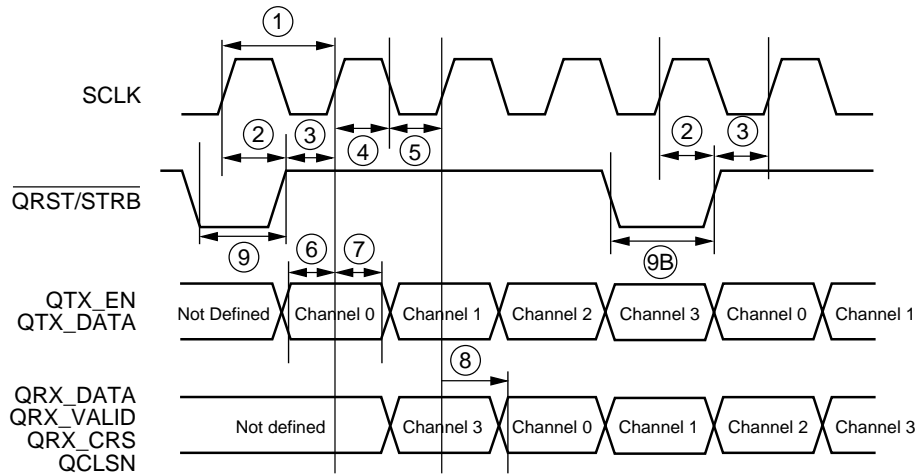 1
SCLK
2 3 4 5 2 3
QRST/STRB
9 6 7 9B
QTX_EN
QTX_DATA
Not Defined Channel 0 Channel 1 Channel 2 Channel 3 Channel 0 Channel 1
8
QRX_DATA
QRX_VALID
QRX_CRS
QCLSN
Not defined Channel 3 Channel 0 Channel 1 Channel 2 Channel 3